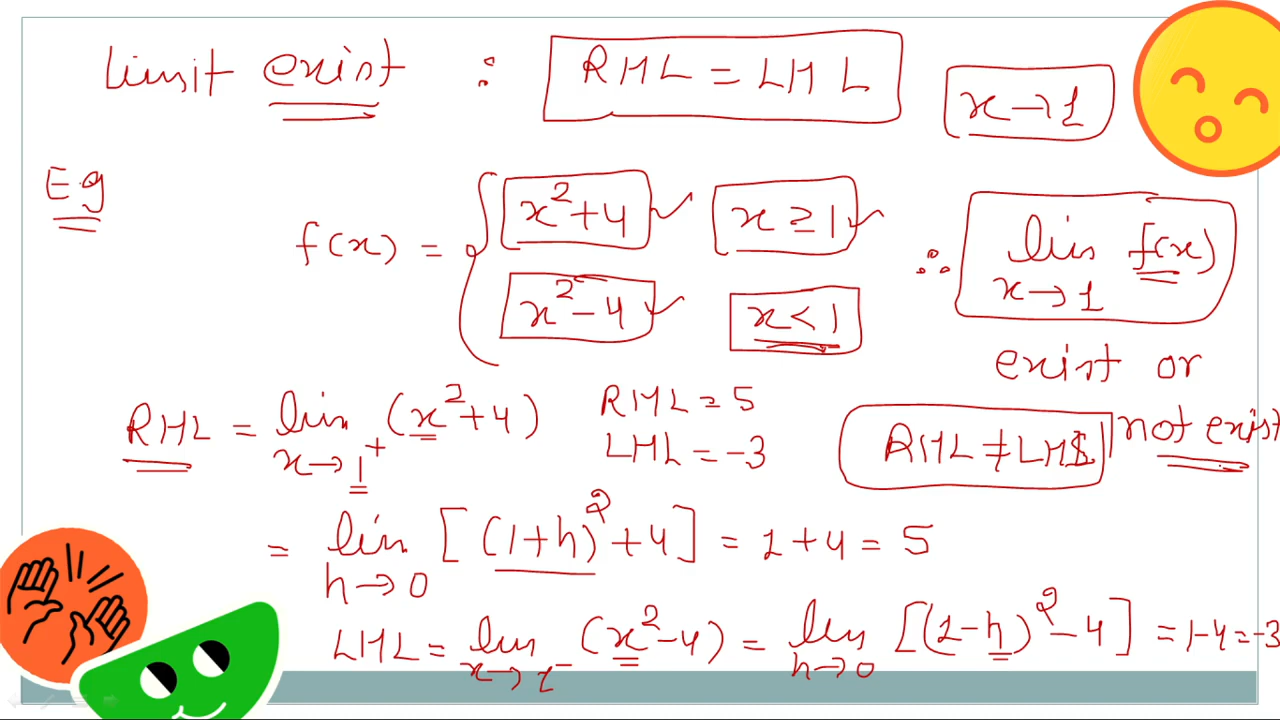 limit exist : RHL = LHL x→1
Eg
f(x) = { x²+4 ✓ x ≥ 1 ✓
x²-4 ✓ x < 1
∴ lim f(x)
x→1
exist or
not exist
RHL = lim (x²+4)
x→1⁺
RHL = 5
LHL = -3
RHL ≠ LHL
= lim [(1+h)²+4] = 1+4 = 5
h→0
LHL = lim (x²-4) = lim [(1-h)²-4] = 1-4 = -3
x→1⁻ h→0